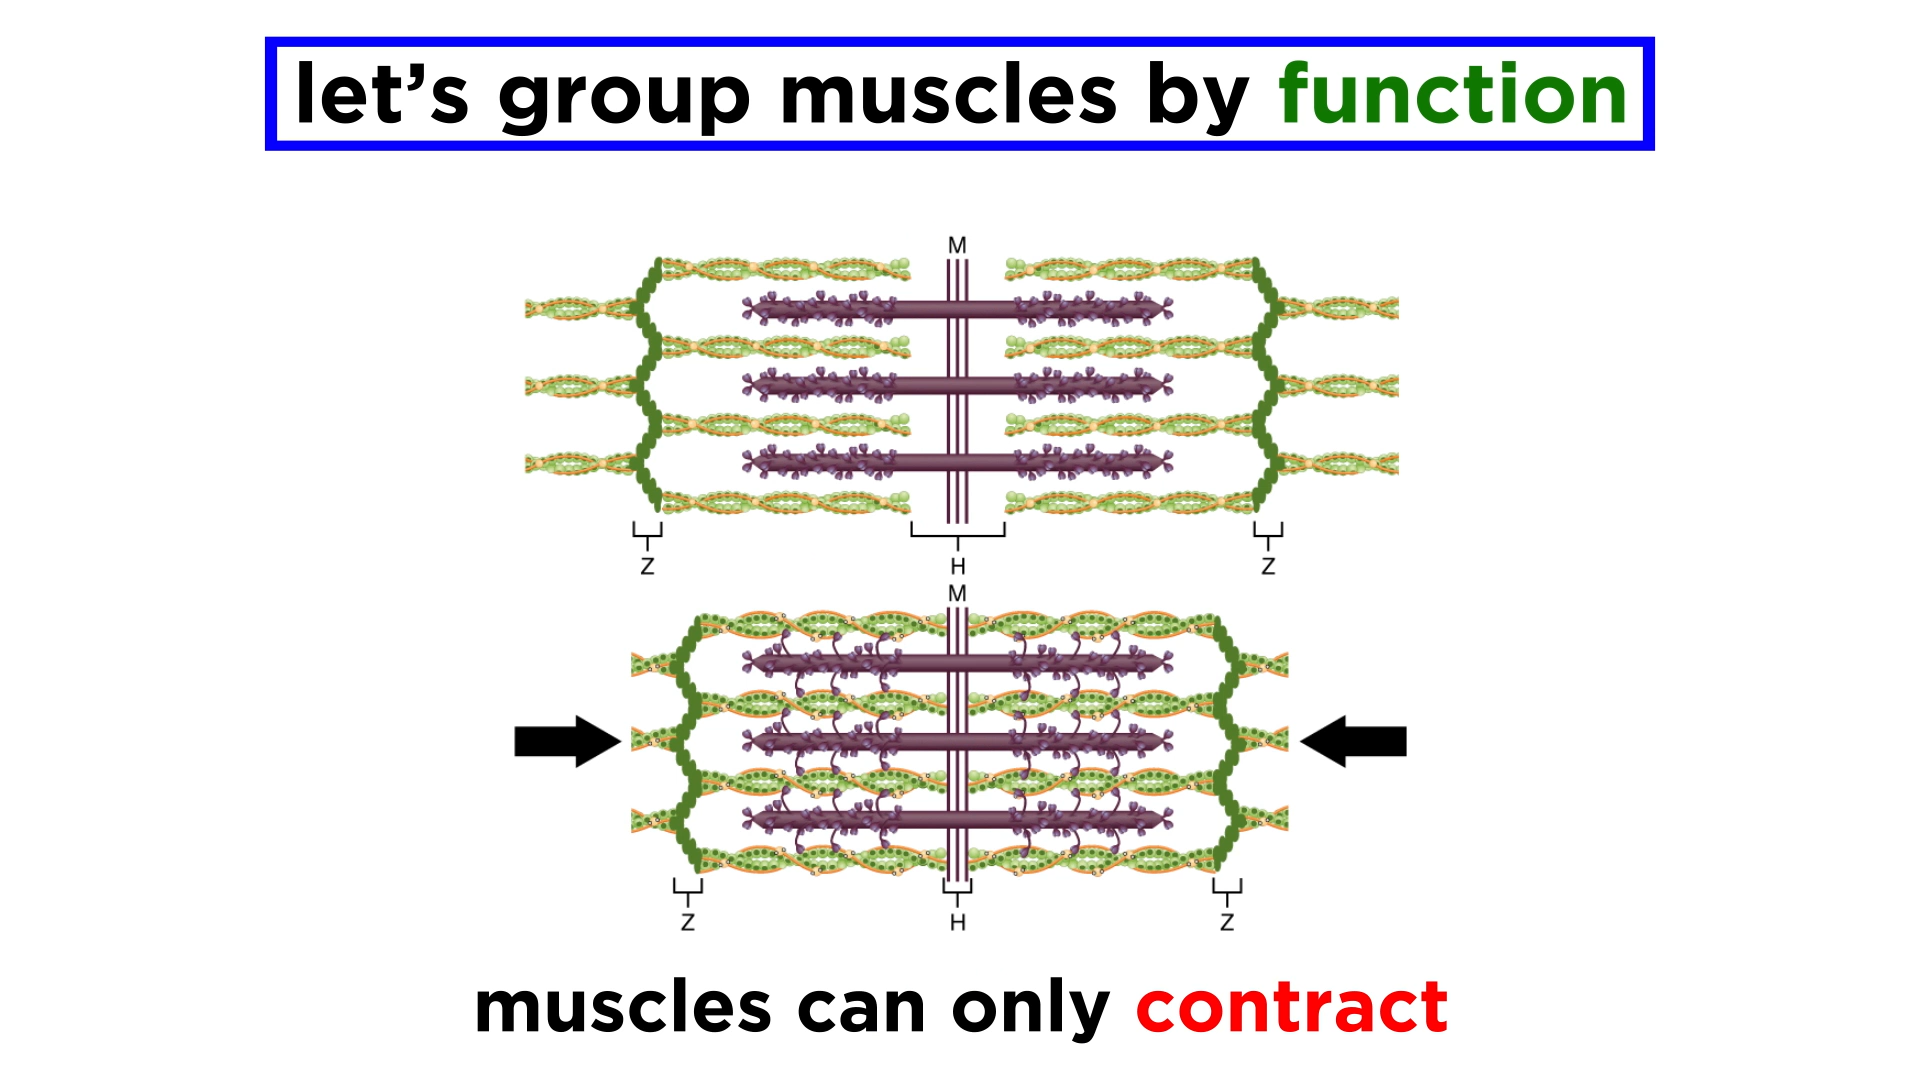 let’s group muscles by function
M
Z H Z
M
Z H Z
muscles can only contract